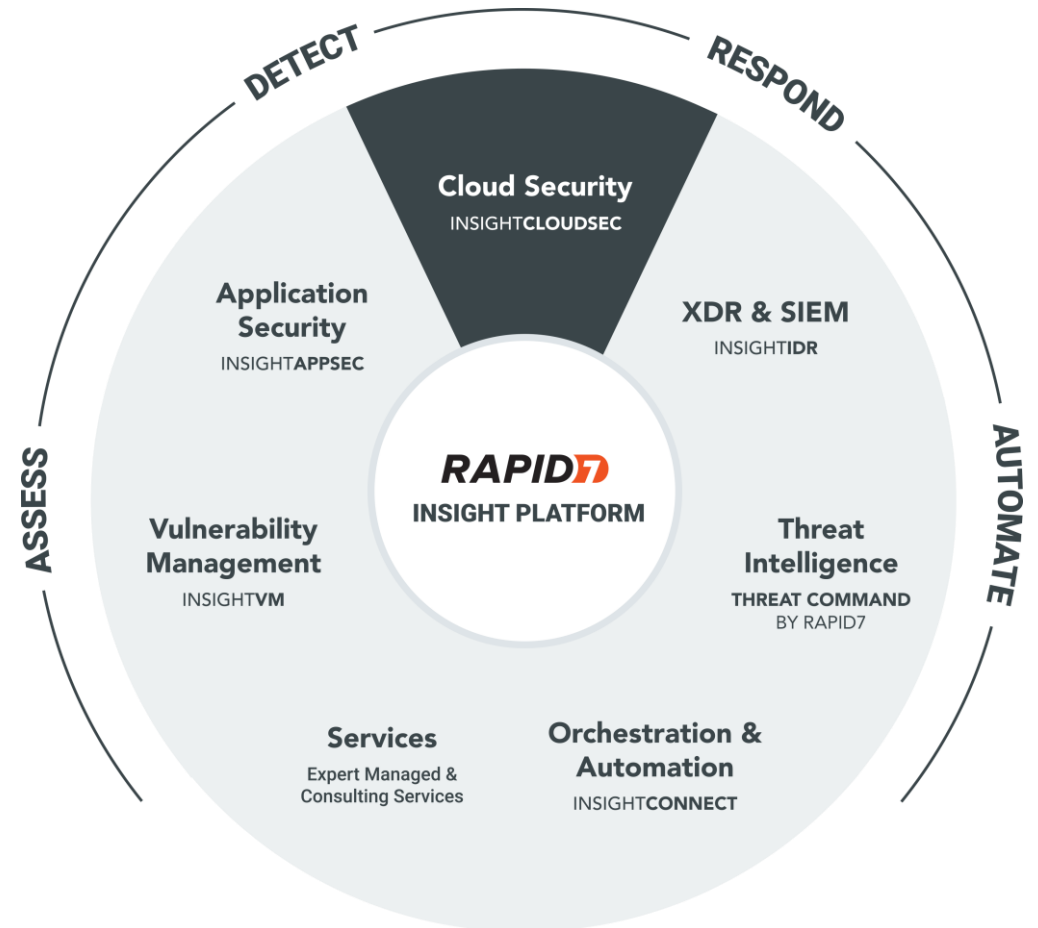 DETECT
RESPOND
Cloud Security
INSIGHTCLOUDSEC
Application
Security
INSIGHTAPPSEC
XDR & SIEM
INSIGHTIDR
ASSESS
AUTOMATE
RAPID7
INSIGHT PLATFORM
Vulnerability
Management
INSIGHTVM
Threat
Intelligence
THREAT COMMAND
BY RAPID7
Services
Expert Managed &
Consulting Services
Orchestration &
Automation
INSIGHTCONNECT